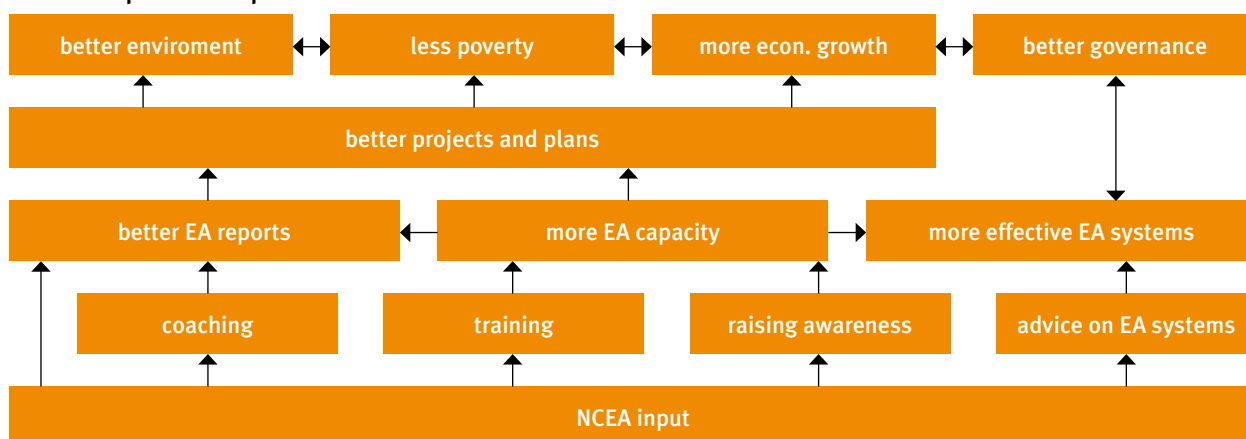 better enviroment
less poverty
more econ. growth
better governance
better projects and plans
better EA reports
more EA capacity
more effective EA systems
coaching
training
raising awareness
advice on EA systems
NCEA input